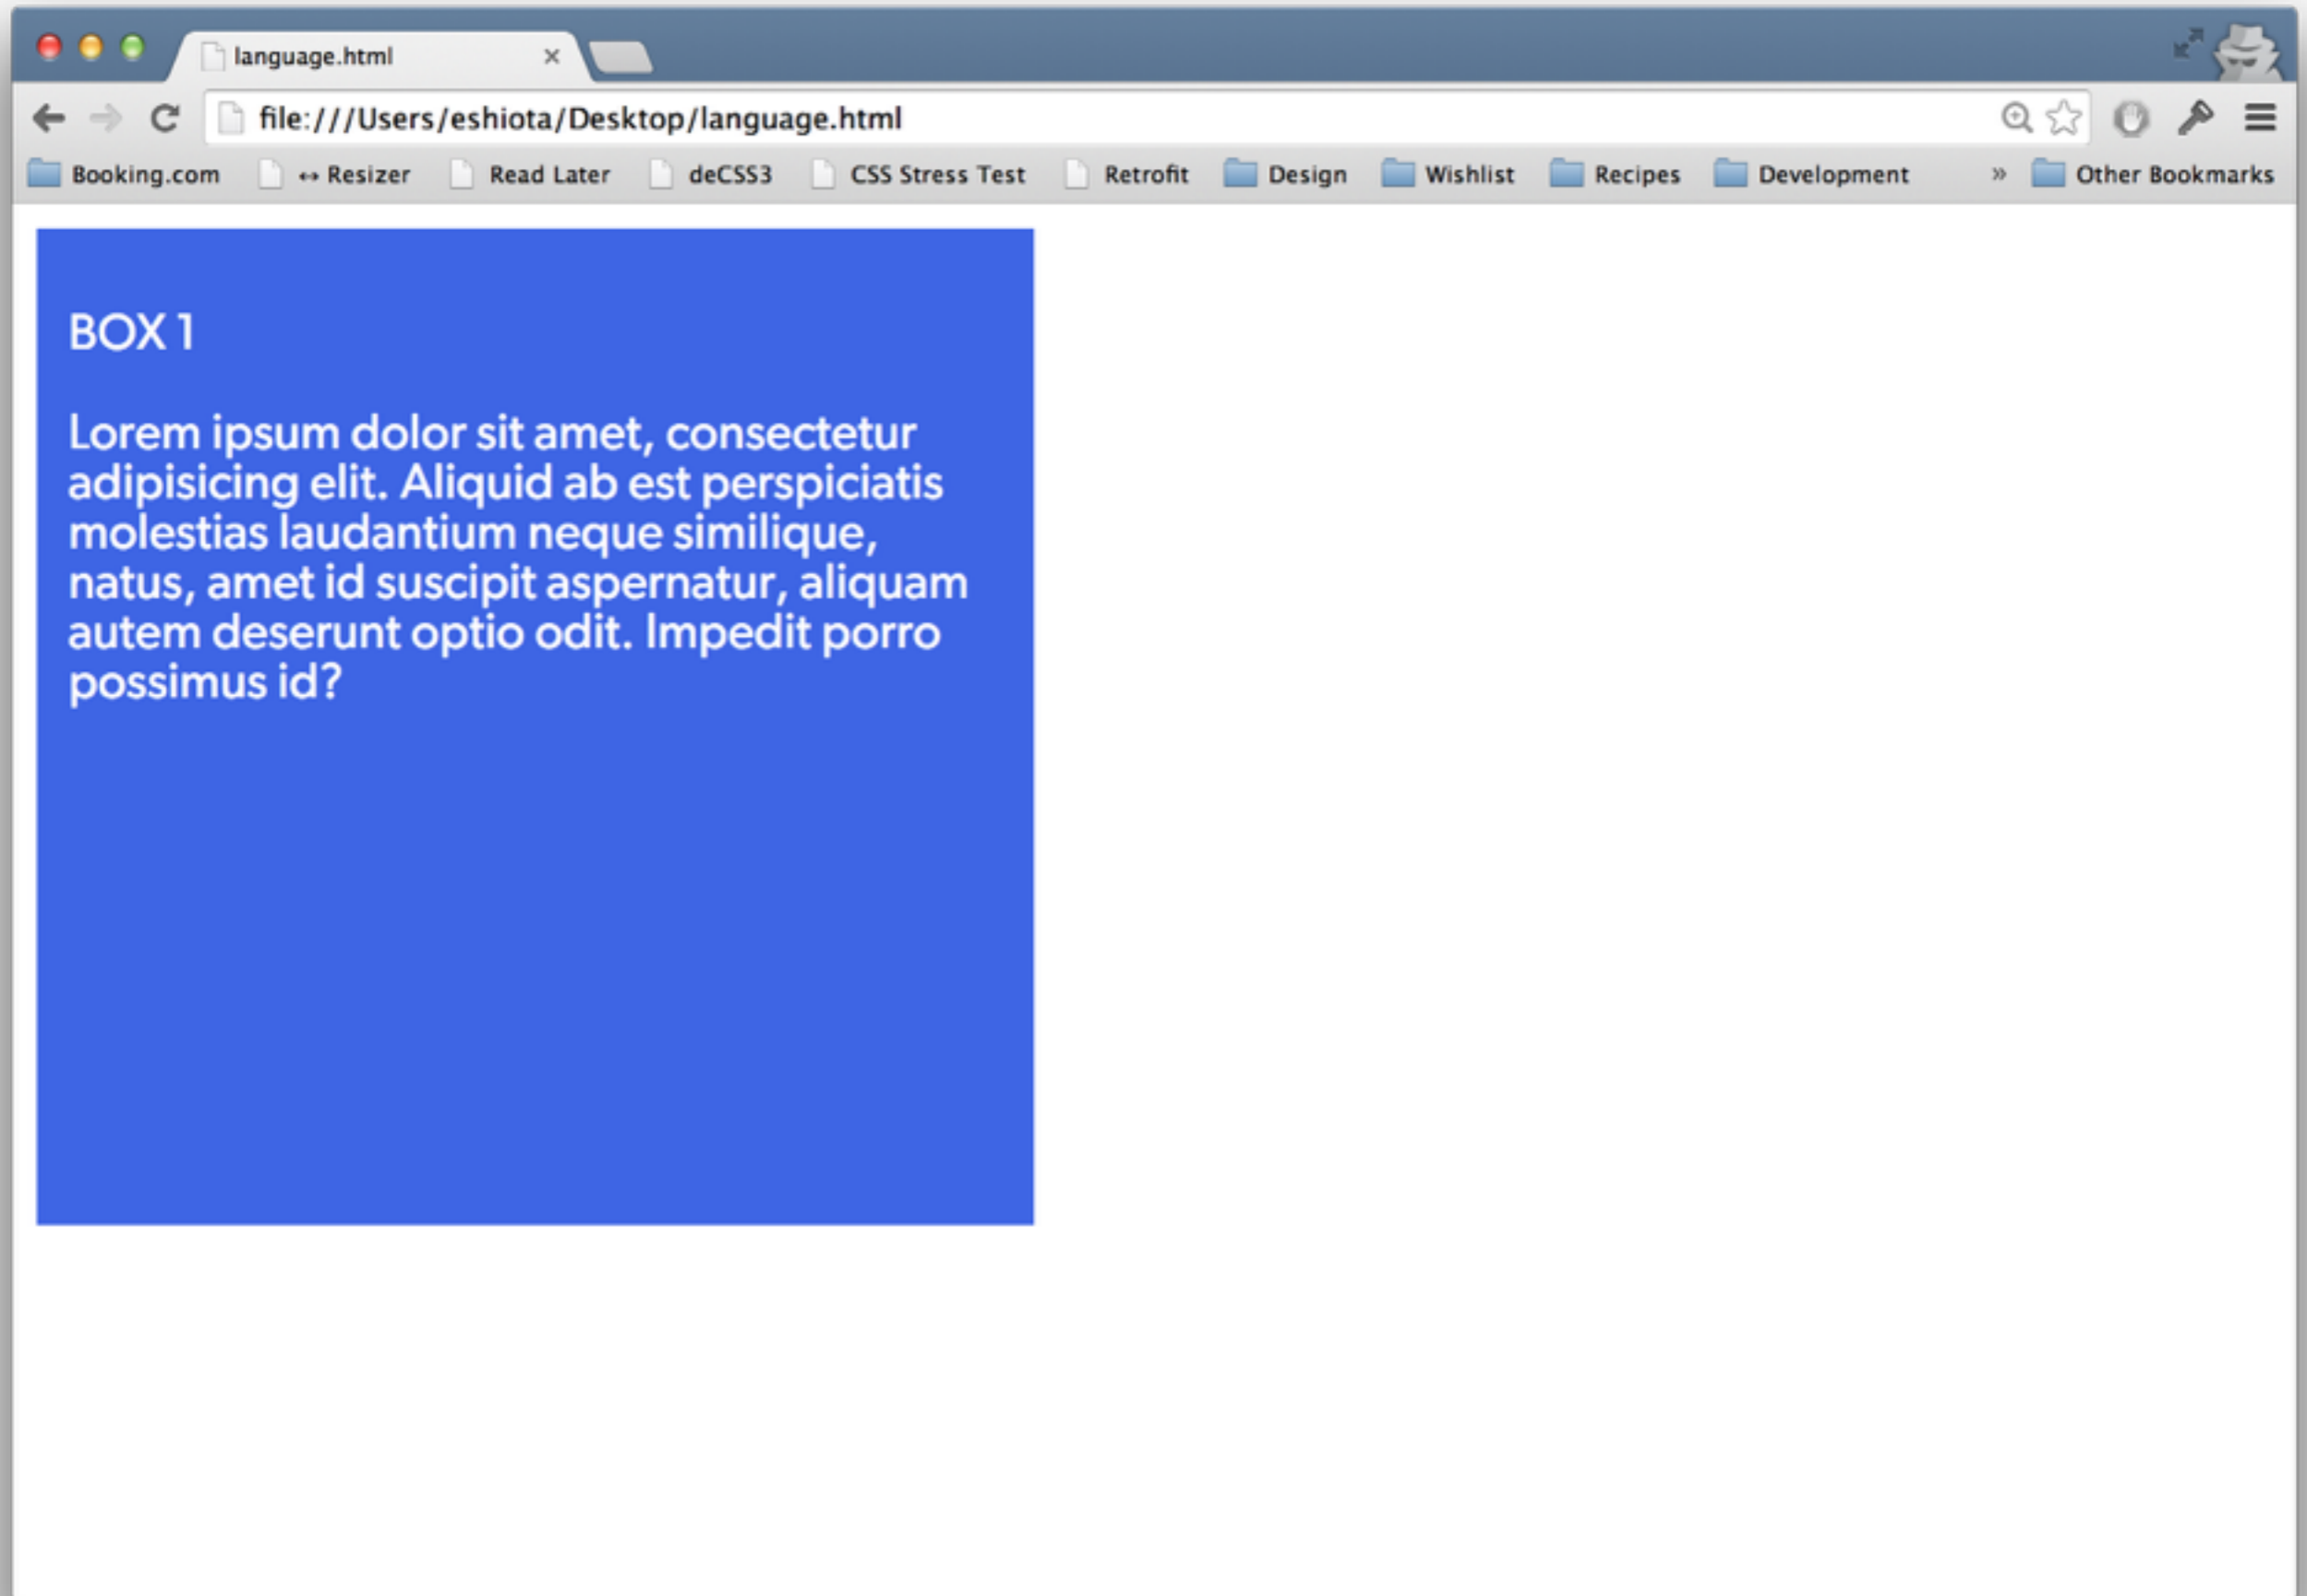 language.html
file:///Users/eshiota/Desktop/language.html
Booking.com ↔ Resizer Read Later deCSS3 CSS Stress Test Retrofit Design Wishlist Recipes Development » Other Bookmarks
BOX 1
Lorem ipsum dolor sit amet, consectetur
adipisicing elit. Aliquid ab est perspiciatis
molestias laudantium neque similique,
natus, amet id suscipit aspernatur, aliquam
autem deserunt optio odit. Impedit porro
possimus id?